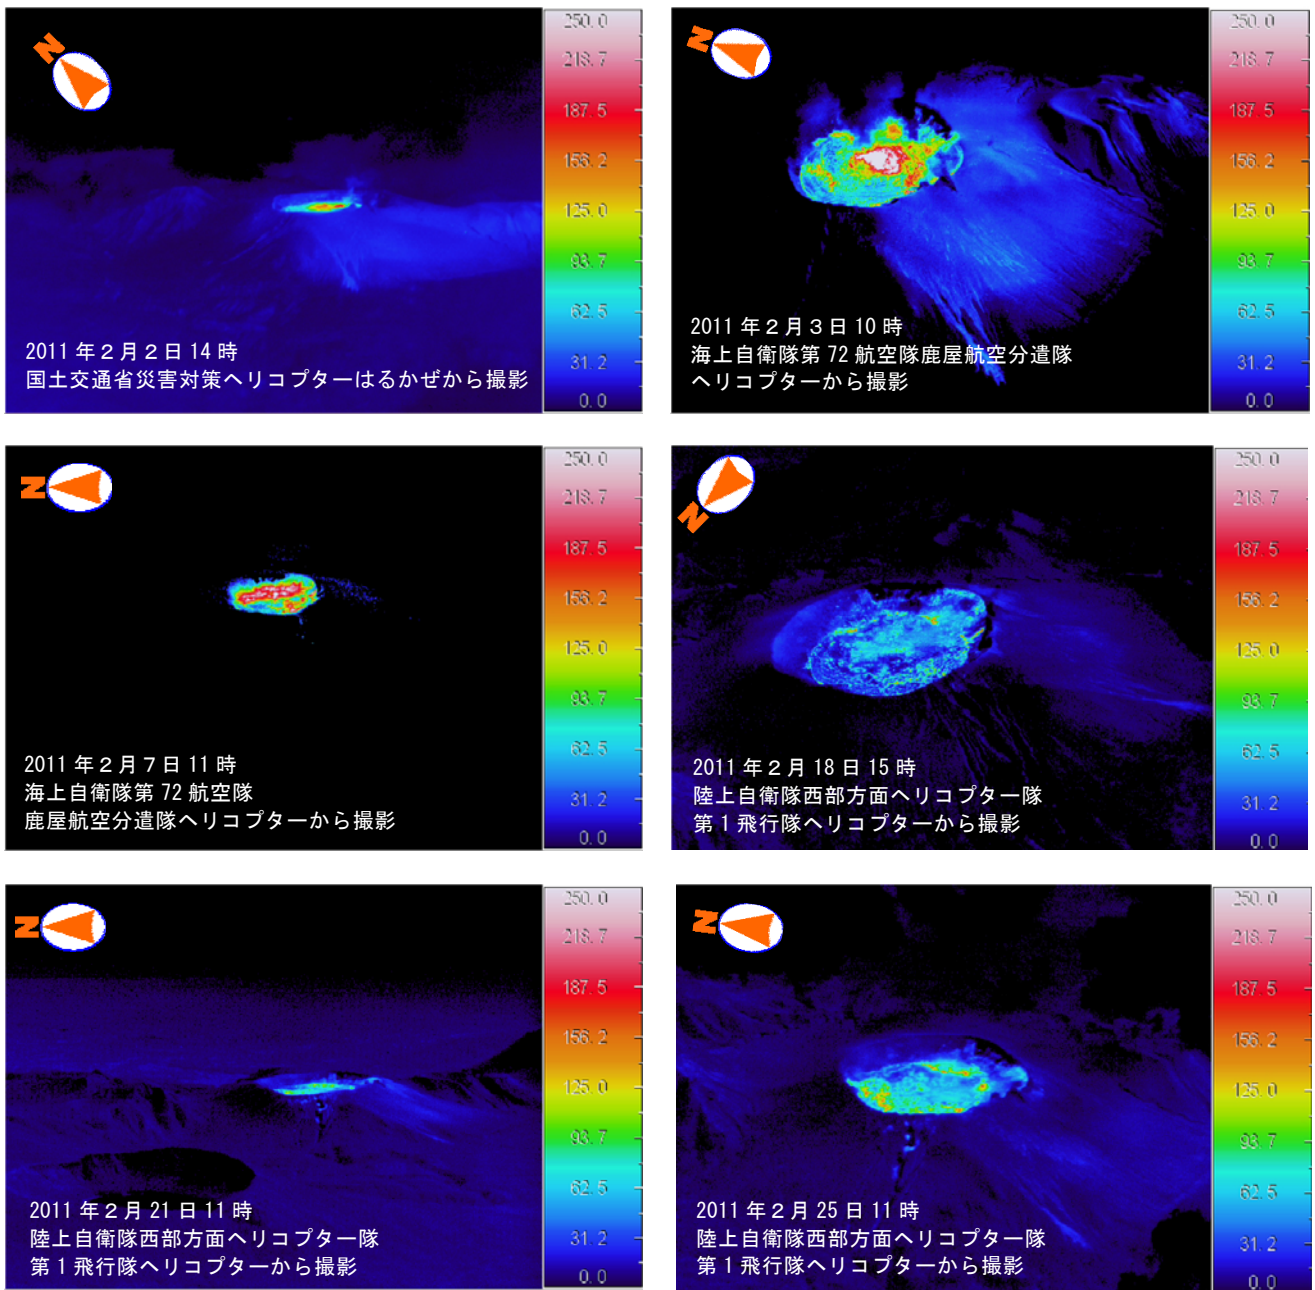 N
250.0
218.7
187.5
156.2
125.0
93.7
62.5
31.2
0.0
2011年2月2日14時
国土交通省災害対策ヘリコプターはるかぜから撮影
N
250.0
218.7
187.5
156.2
125.0
93.7
62.5
31.2
0.0
2011年2月3日10時
海上自衛隊第72航空隊鹿屋航空分遣隊
ヘリコプターから撮影
N
250.0
218.7
187.5
156.2
125.0
93.7
62.5
31.2
0.0
2011年2月7日11時
海上自衛隊第72航空隊
鹿屋航空分遣隊ヘリコプターから撮影
N
250.0
218.7
187.5
156.2
125.0
93.7
62.5
31.2
0.0
2011年2月18日15時
陸上自衛隊西部方面ヘリコプター隊
第1飛行隊ヘリコプターから撮影
N
250.0
218.7
187.5
156.2
125.0
93.7
62.5
31.2
0.0
2011年2月21日11時
陸上自衛隊西部方面ヘリコプター隊
第1飛行隊ヘリコプターから撮影
N
250.0
218.7
187.5
156.2
125.0
93.7
62.5
31.2
0.0
2011年2月25日11時
陸上自衛隊西部方面ヘリコプター隊
第1飛行隊ヘリコプターから撮影